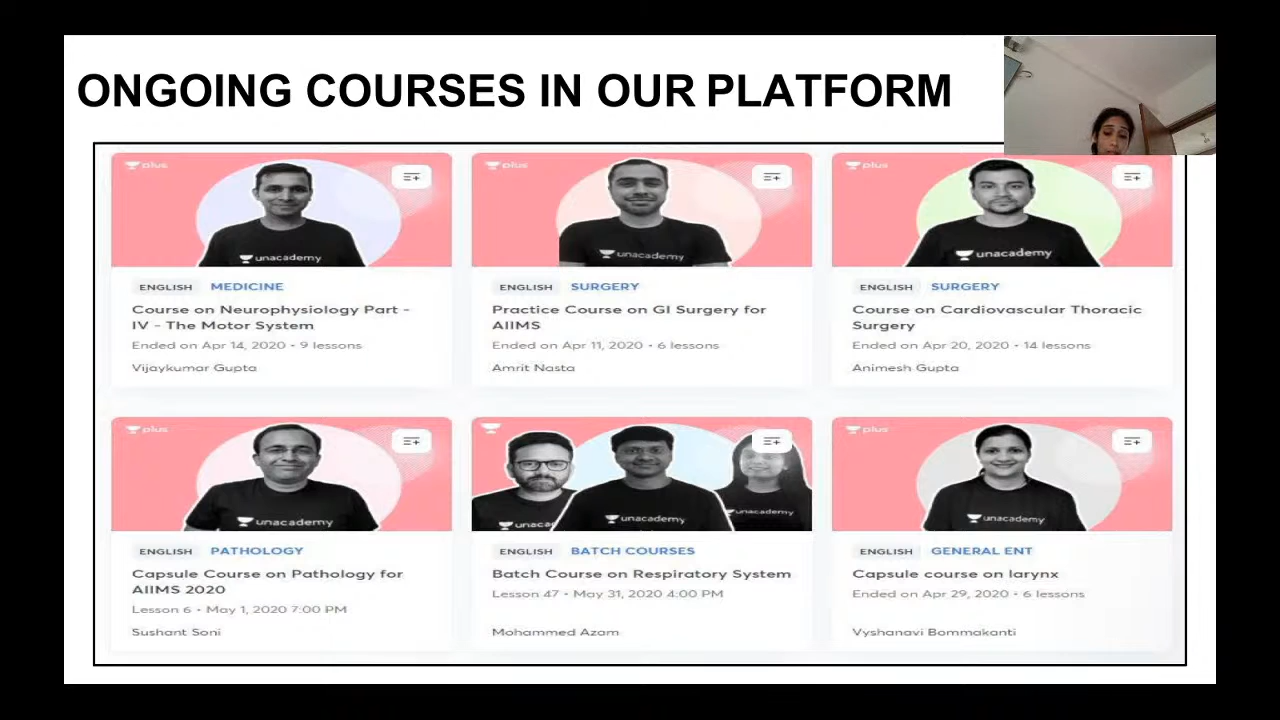 ONGOING COURSES IN OUR PLATFORM
plus
plus
plus
unacademy
unacademy
unacademy
ENGLISH MEDICINE
ENGLISH SURGERY
ENGLISH SURGERY
Course on Neurophysiology Part -
IV - The Motor System
Ended on Apr 14, 2020 • 9 lessons
Vijaykumar Gupta
Practice Course on GI Surgery for
AIIMS
Ended on Apr 11, 2020 • 6 lessons
Amrit Nasta
Course on Cardiovascular Thoracic
Surgery
Ended on Apr 20, 2020 • 14 lessons
Animesh Gupta
plus
plus
unacademy
unaca
unacademy
unacademy
unacademy
ENGLISH PATHOLOGY
ENGLISH BATCH COURSES
ENGLISH GENERAL ENT
Capsule Course on Pathology for
AIIMS 2020
Lesson 6 • May 1, 2020 7:00 PM
Sushant Soni
Batch Course on Respiratory System
Lesson 47 • May 31, 2020 4:00 PM
Mohammed Azam
Capsule course on larynx
Ended on Apr 29, 2020 • 6 lessons
Vyshanavi Bommakanti